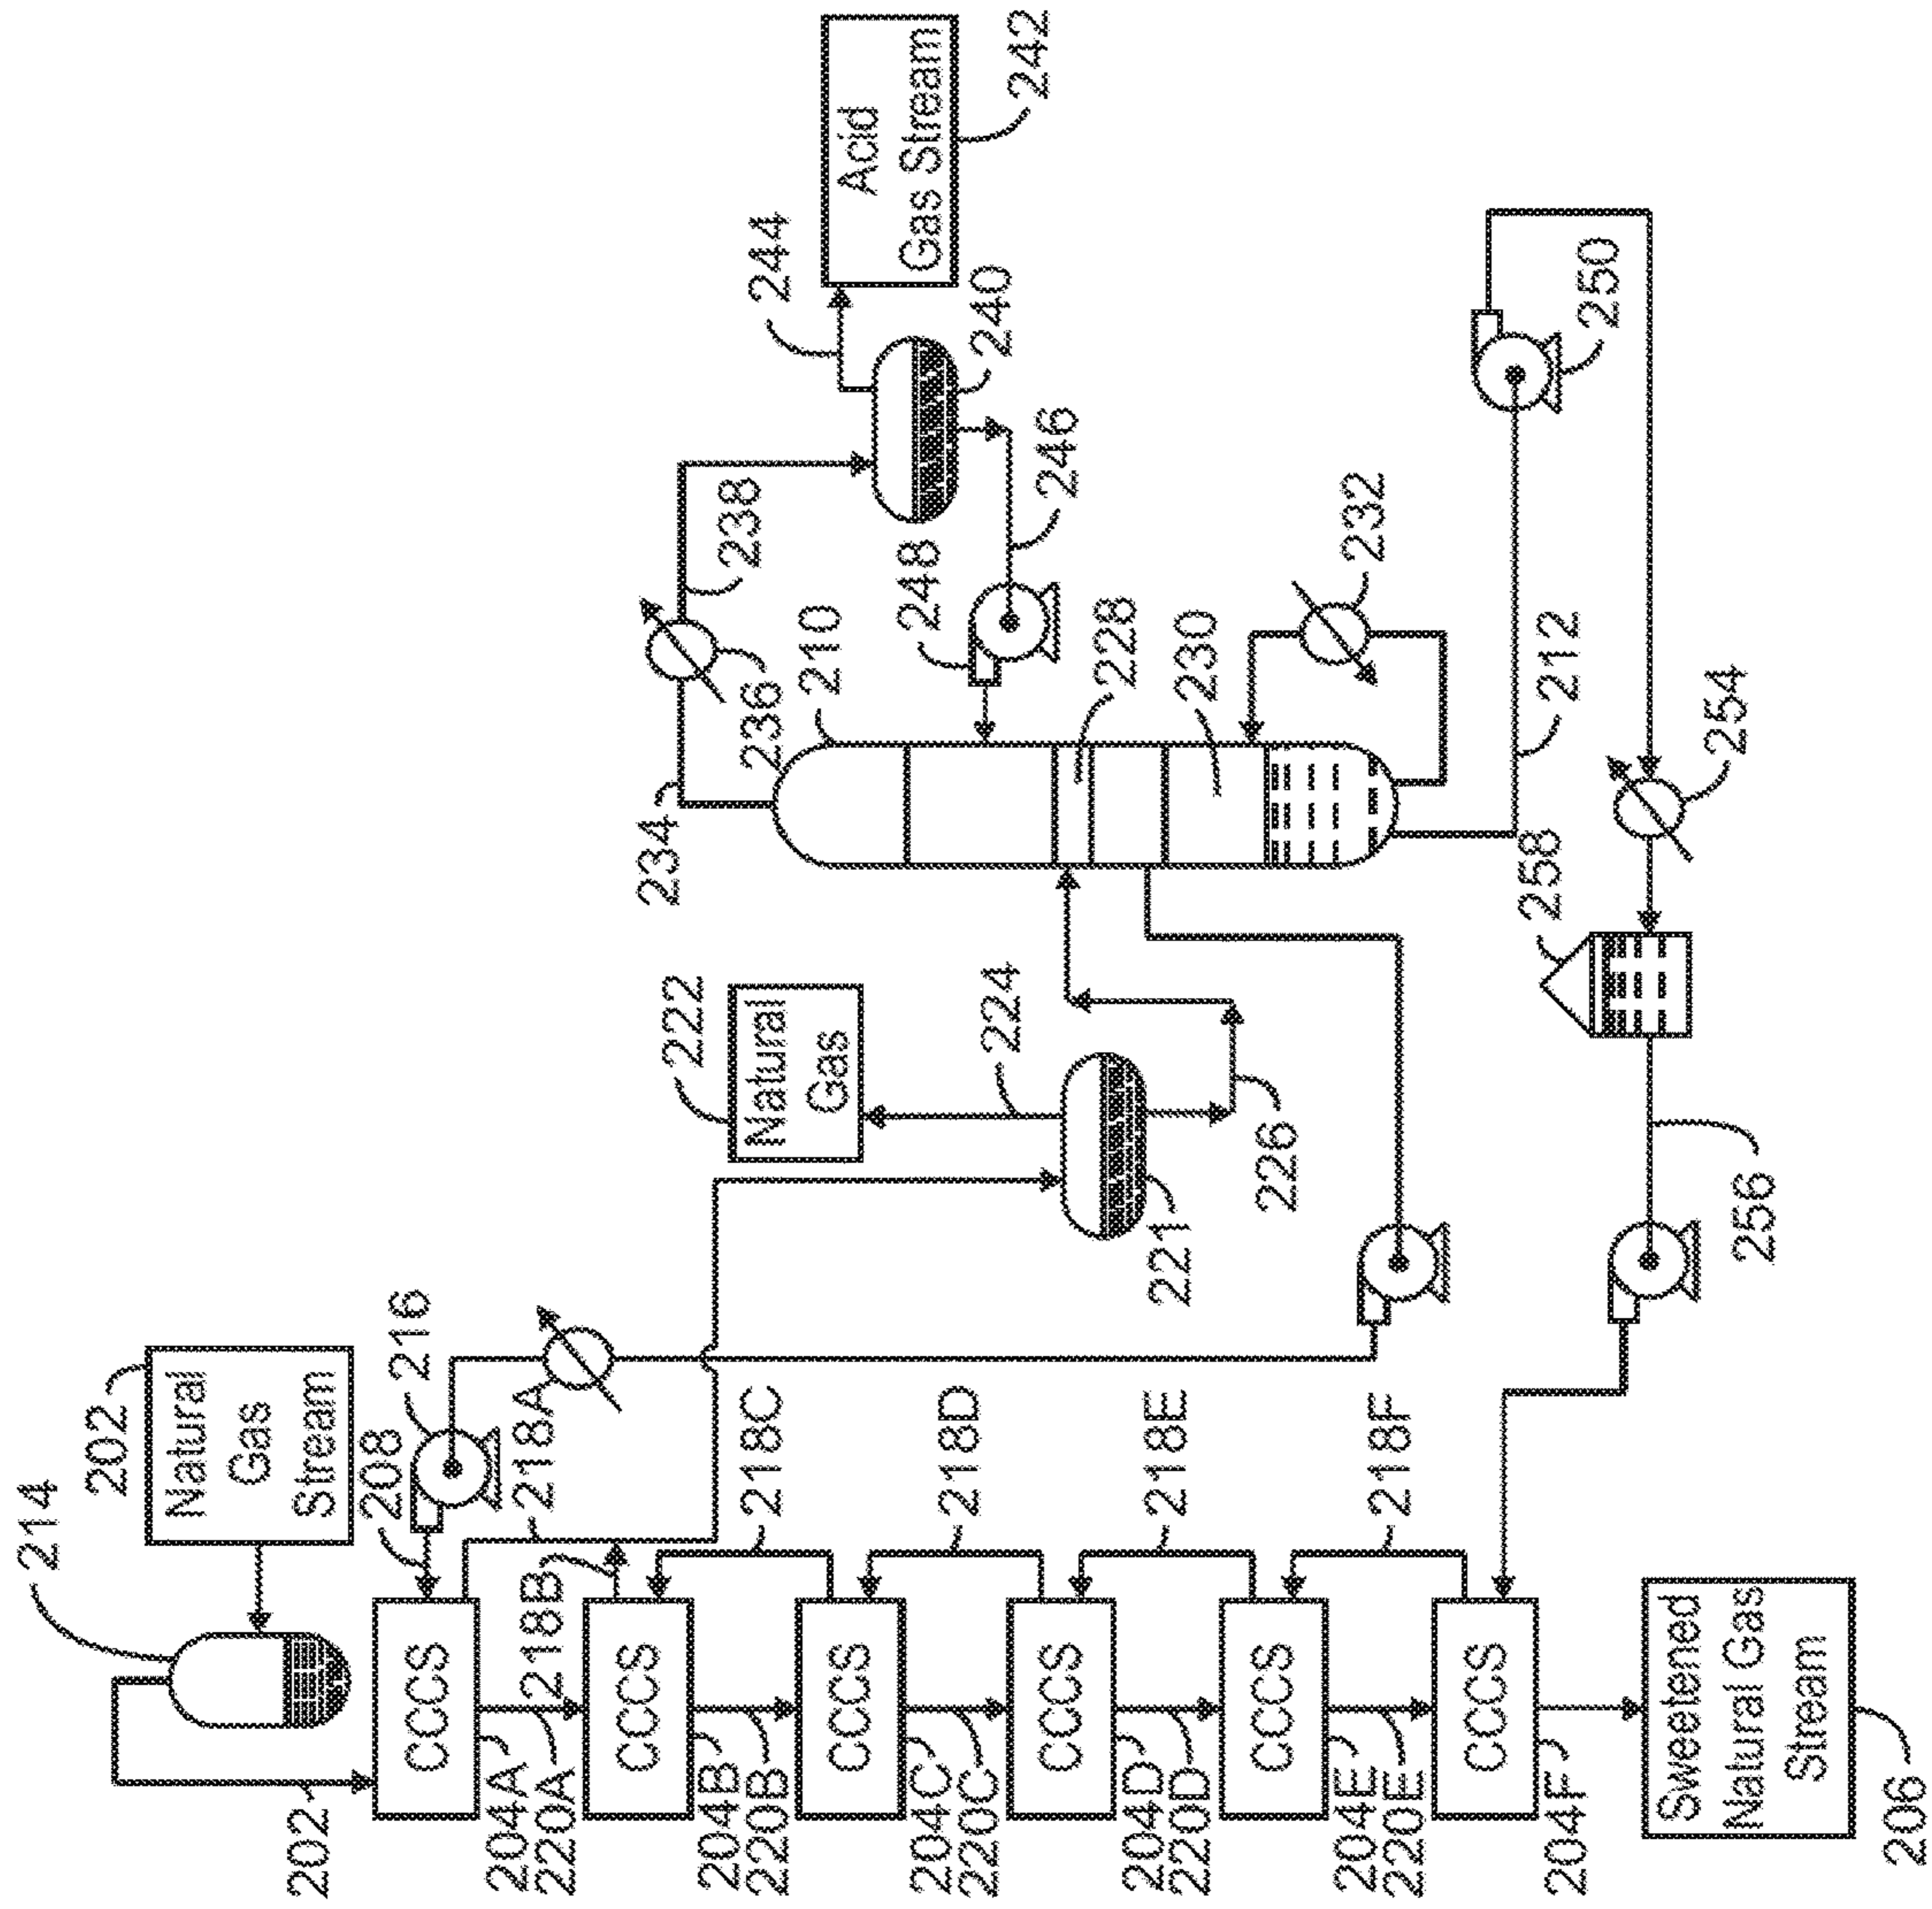 214
202
Natural
Gas
Stream
202
208
216
218A
218B
CCCS
CCCS
CCCS
CCCS
CCCS
CCCS
204A
220A
204B
220B
204C
220C
204D
220D
204E
220E
204F
218C
218D
218E
218F
Sweetened
Natural Gas
Stream
206
222
Natural
Gas
224
221
226
234
236
238
210
244
Acid
Gas Stream
242
240
246
248
228
230
232
212
250
254
258
256